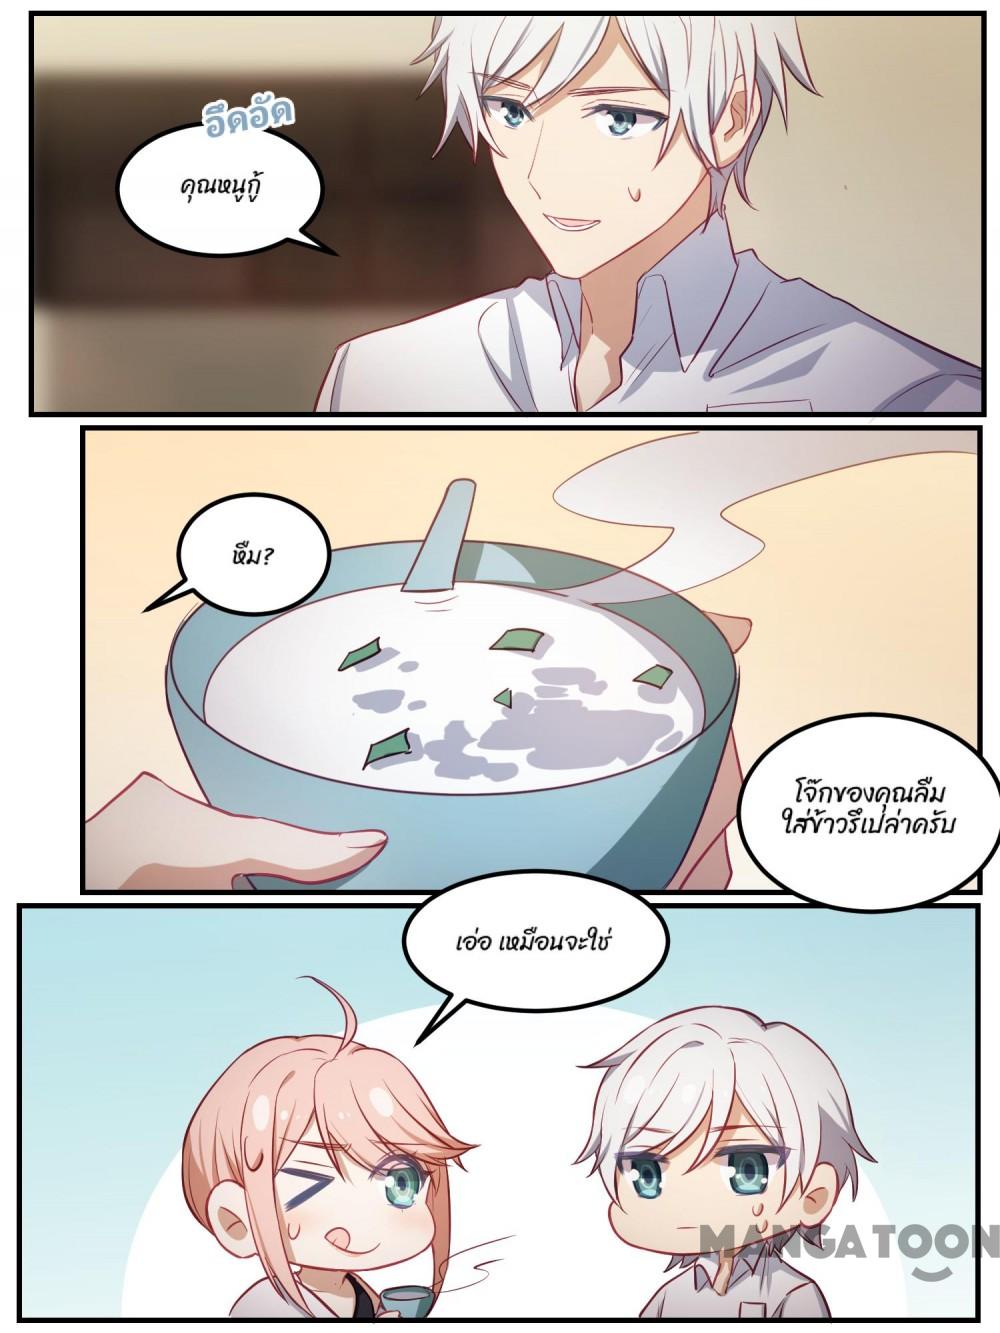 อึดอัด
คุณหนูกู้
หืม?
โจ๊กของคุณลืม
ใส่ข้าวรึเปล่าครับ
เอ่อ เหมือนจะใช่
MANGATOON